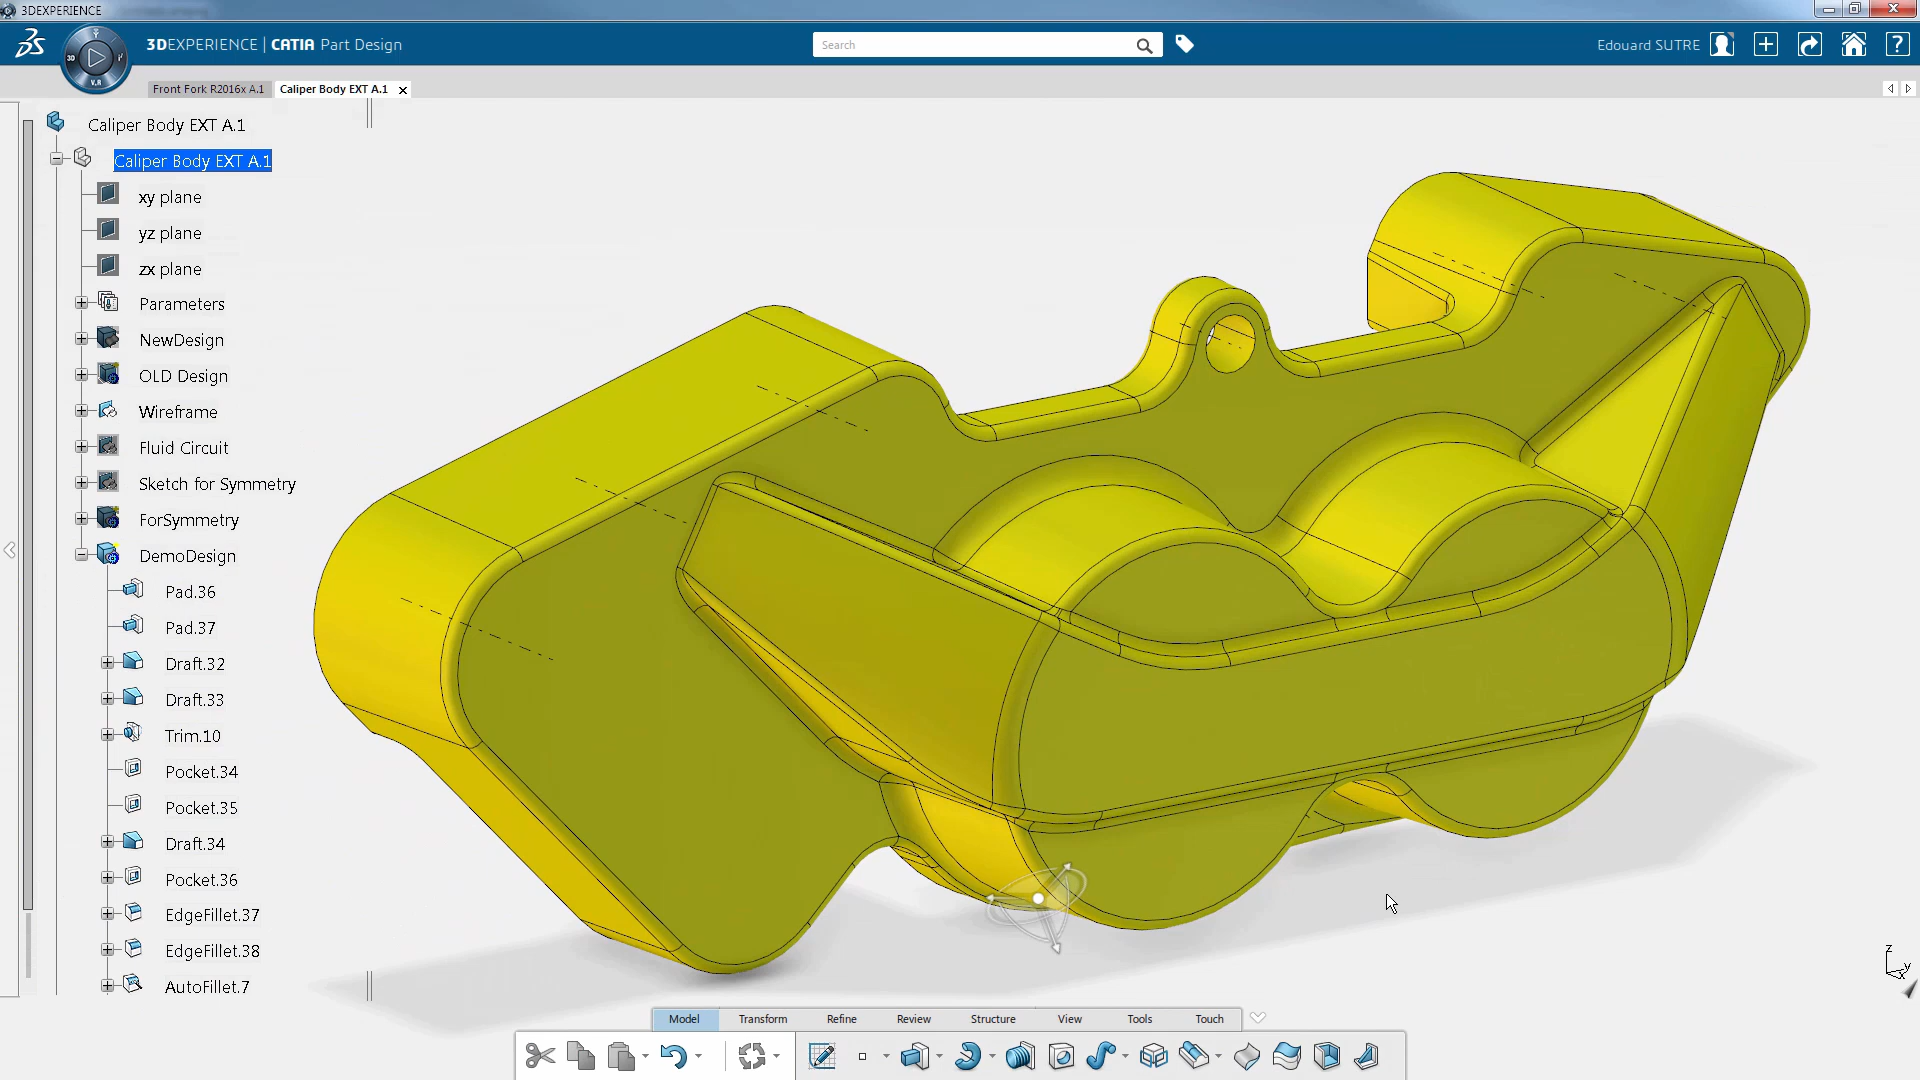 3DEXPERIENCE
3DEXPERIENCE | CATIA Part Design
Search
Edouard SUTRE
3D
V.R
Front Fork R2016x A.1
Caliper Body EXT A.1
Caliper Body EXT A.1
Caliper Body EXT A.1
xy plane
yz plane
zx plane
Parameters
NewDesign
OLD Design
Wireframe
Fluid Circuit
Sketch for Symmetry
ForSymmetry
DemoDesign
Pad.36
Pad.37
Draft.32
Draft.33
Trim.10
Pocket.34
Pocket.35
Draft.34
Pocket.36
EdgeFillet.37
EdgeFillet.38
AutoFillet.7
z
y
x
Model Transform Refine Review Structure View Tools Touch